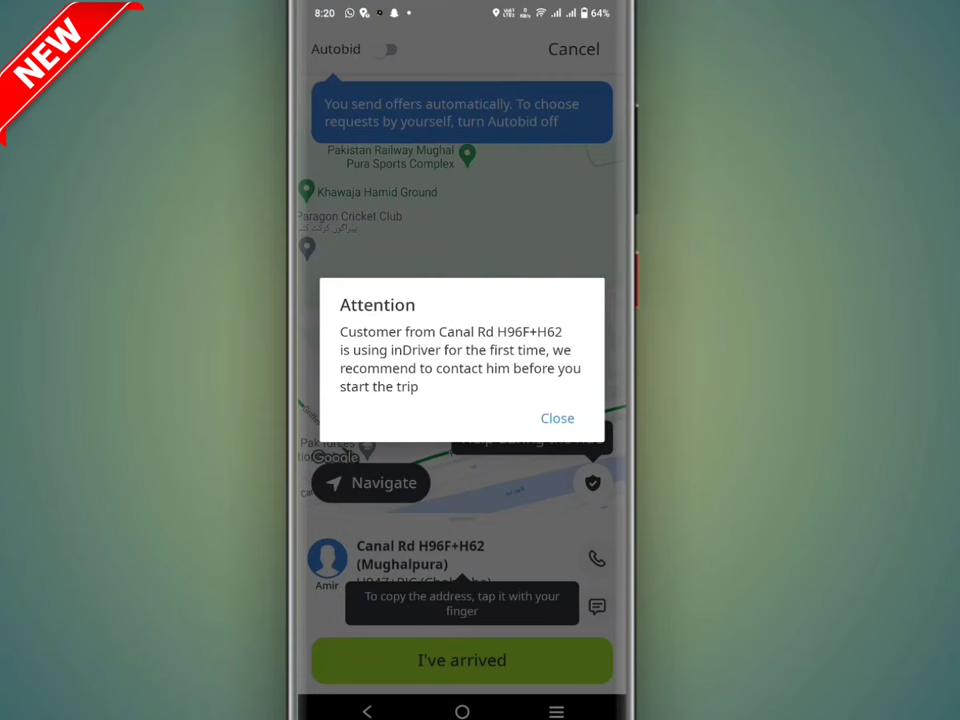 NEW
8:20
64%
Autobid
Cancel
You send offers automatically. To choose
requests by yourself, turn Autobid off
Pakistan Railway Mughal
Pura Sports Complex
Khawaja Hamid Ground
Paragon Cricket Club
Attention
Customer from Canal Rd H96F+H62
is using inDriver for the first time, we
recommend to contact him before you
start the trip
Close
Google
Navigate
Canal Rd H96F+H62
(Mughalpura)
Amir
To copy the address, tap it with your
finger
I've arrived